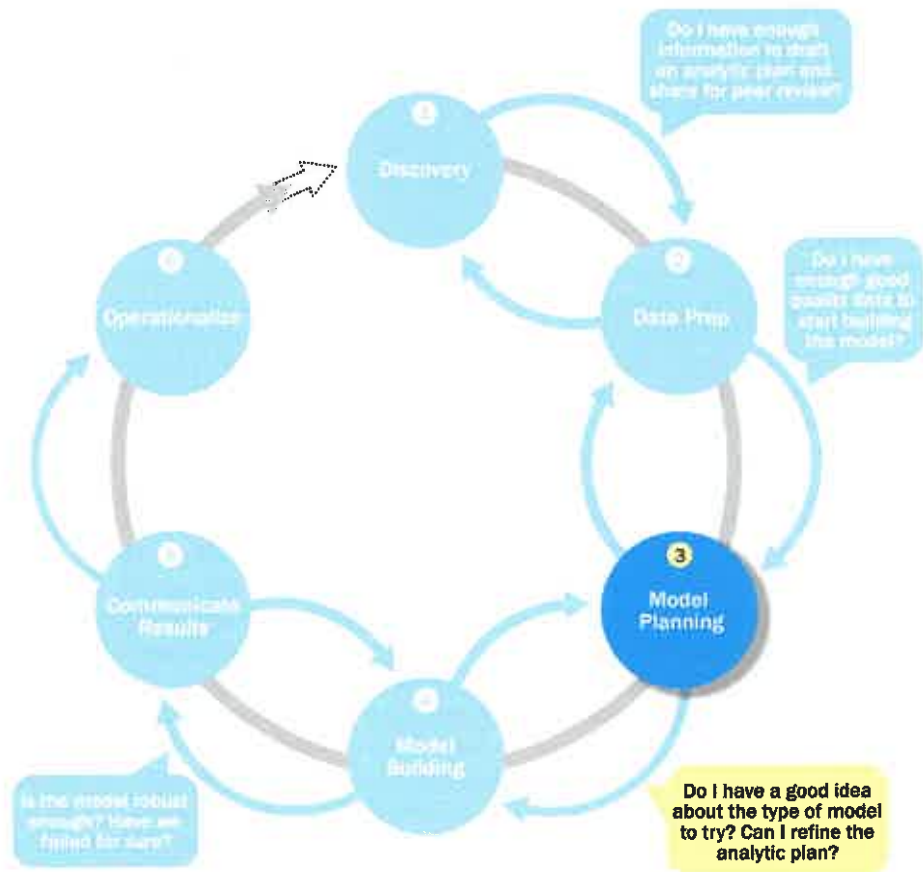 Do I have enough
information to draft
an analytic plan and
share for peer review?
1
Discovery
2
Data Prep
Do I have
enough good
quality data to
start building
the model?
3
Model
Planning
Do I have a good idea
about the type of model
to try? Can I refine the
analytic plan?
Model
Building
Is the model robust
enough? Have we
failed for sure?
Communicate
Results
Operationalize